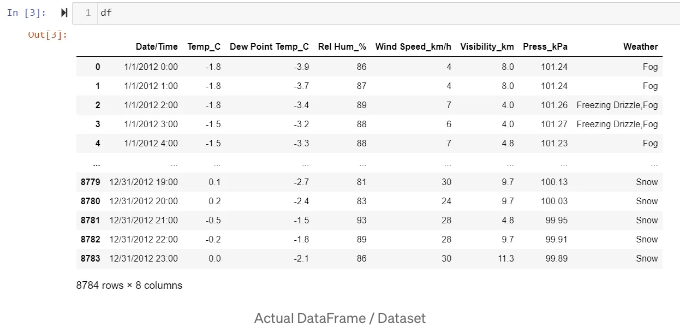 In [3]:
1 df
Out[3]:
Date/Time Temp_C Dew Point Temp_C Rel Hum_% Wind Speed_km/h Visibility_km Press_kPa Weather
0 1/1/2012 0:00 -1.8 -3.9 86 4 8.0 101.24 Fog
1 1/1/2012 1:00 -1.8 -3.7 87 4 8.0 101.24 Fog
2 1/1/2012 2:00 -1.8 -3.4 89 7 4.0 101.26 Freezing Drizzle,Fog
3 1/1/2012 3:00 -1.5 -3.2 88 6 4.0 101.27 Freezing Drizzle,Fog
4 1/1/2012 4:00 -1.5 -3.3 88 7 4.8 101.23 Fog
... ... ... ... ... ... ... ... ...
8779 12/31/2012 19:00 0.1 -2.7 81 30 9.7 100.13 Snow
8780 12/31/2012 20:00 0.2 -2.4 83 24 9.7 100.03 Snow
8781 12/31/2012 21:00 -0.5 -1.5 93 28 4.8 99.95 Snow
8782 12/31/2012 22:00 -0.2 -1.8 89 28 9.7 99.91 Snow
8783 12/31/2012 23:00 0.0 -2.1 86 30 11.3 99.89 Snow
8784 rows × 8 columns
Actual DataFrame / Dataset